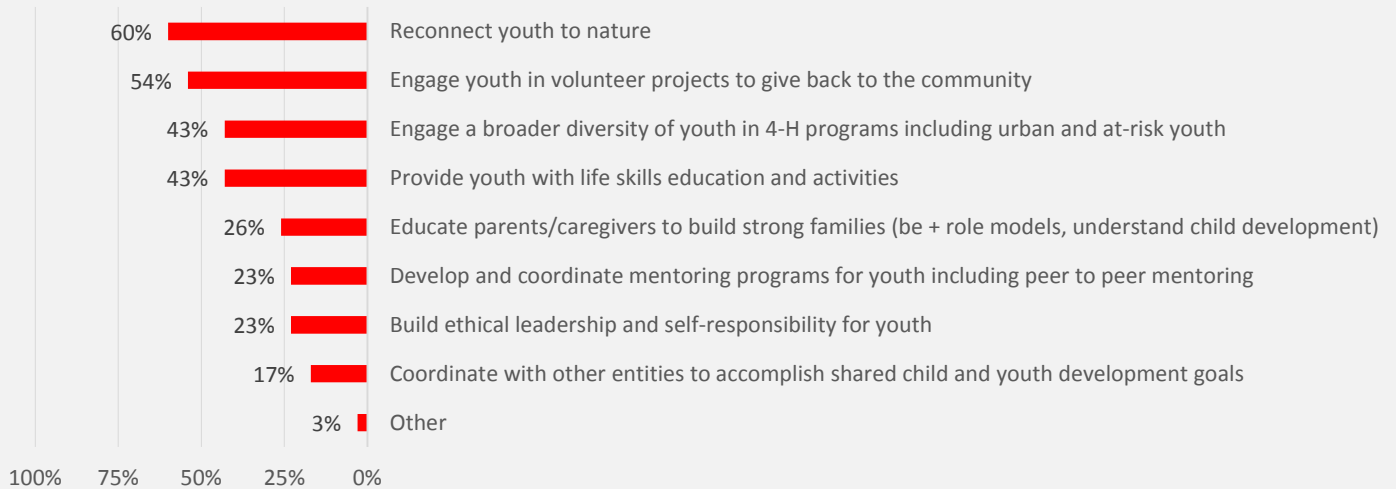 60% Reconnect youth to nature
54% Engage youth in volunteer projects to give back to the community
43% Engage a broader diversity of youth in 4-H programs including urban and at-risk youth
43% Provide youth with life skills education and activities
26% Educate parents/caregivers to build strong families (be + role models, understand child development)
23% Develop and coordinate mentoring programs for youth including peer to peer mentoring
23% Build ethical leadership and self-responsibility for youth
17% Coordinate with other entities to accomplish shared child and youth development goals
3% Other
100% 75% 50% 25% 0%